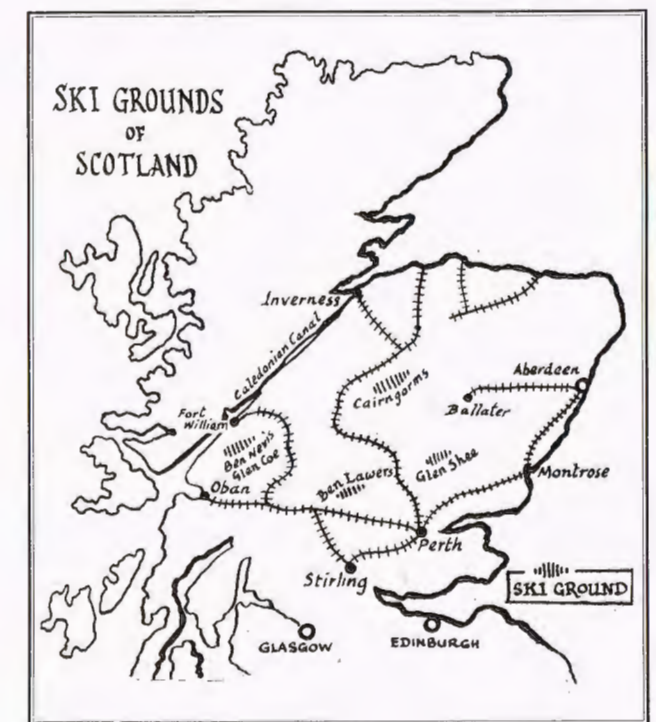 SKI GROUNDS
OF
SCOTLAND
Inverness
Caledonian Canal
Cairngorms
Aberdeen
Ballater
Fort
William
Ben Nevis
Glen Coe
Ben Lawers
Glen Shee
Montrose
Oban
Perth
Stirling
SKI GROUND
GLASGOW
EDINBURGH